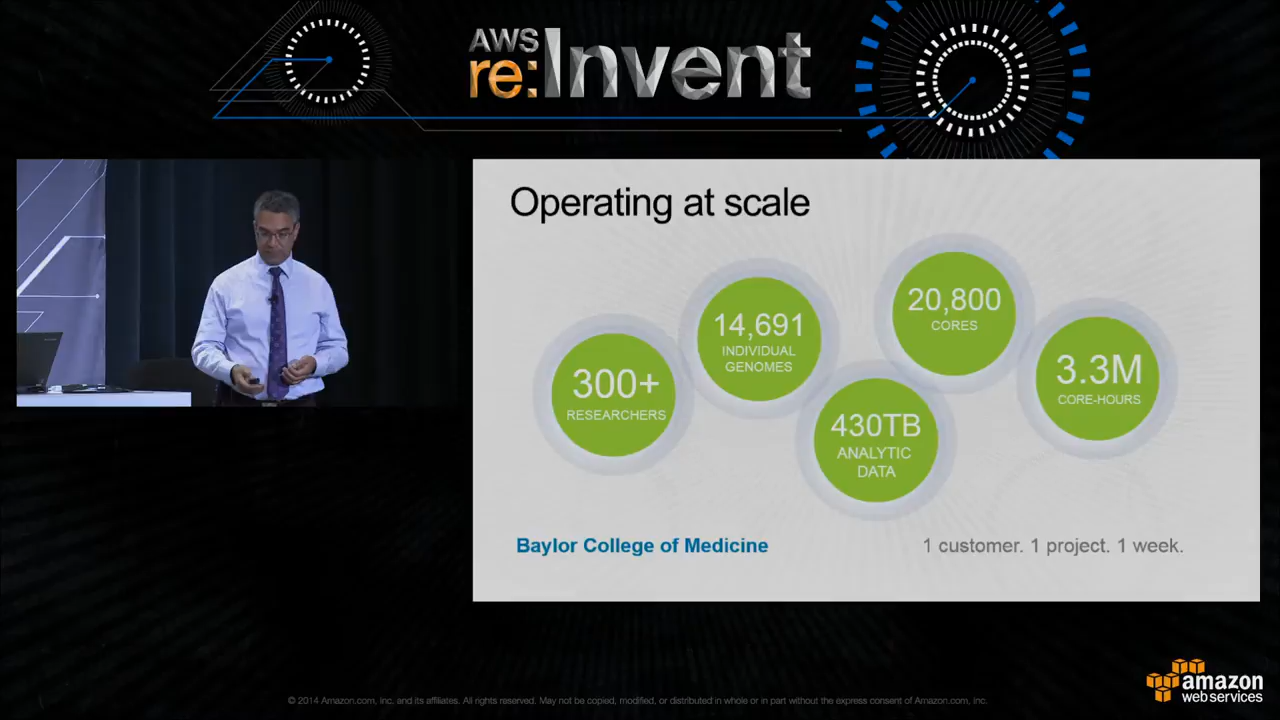 AWS
re:Invent
Operating at scale
300+
RESEARCHERS
14,691
INDIVIDUAL
GENOMES
430TB
ANALYTIC
DATA
20,800
CORES
3.3M
CORE-HOURS
Baylor College of Medicine
1 customer. 1 project. 1 week.
amazon
web services
© 2014 Amazon.com, Inc. and its affiliates. All rights reserved. May not be copied, modified, or distributed in whole or in part without the express consent of Amazon.com, Inc.